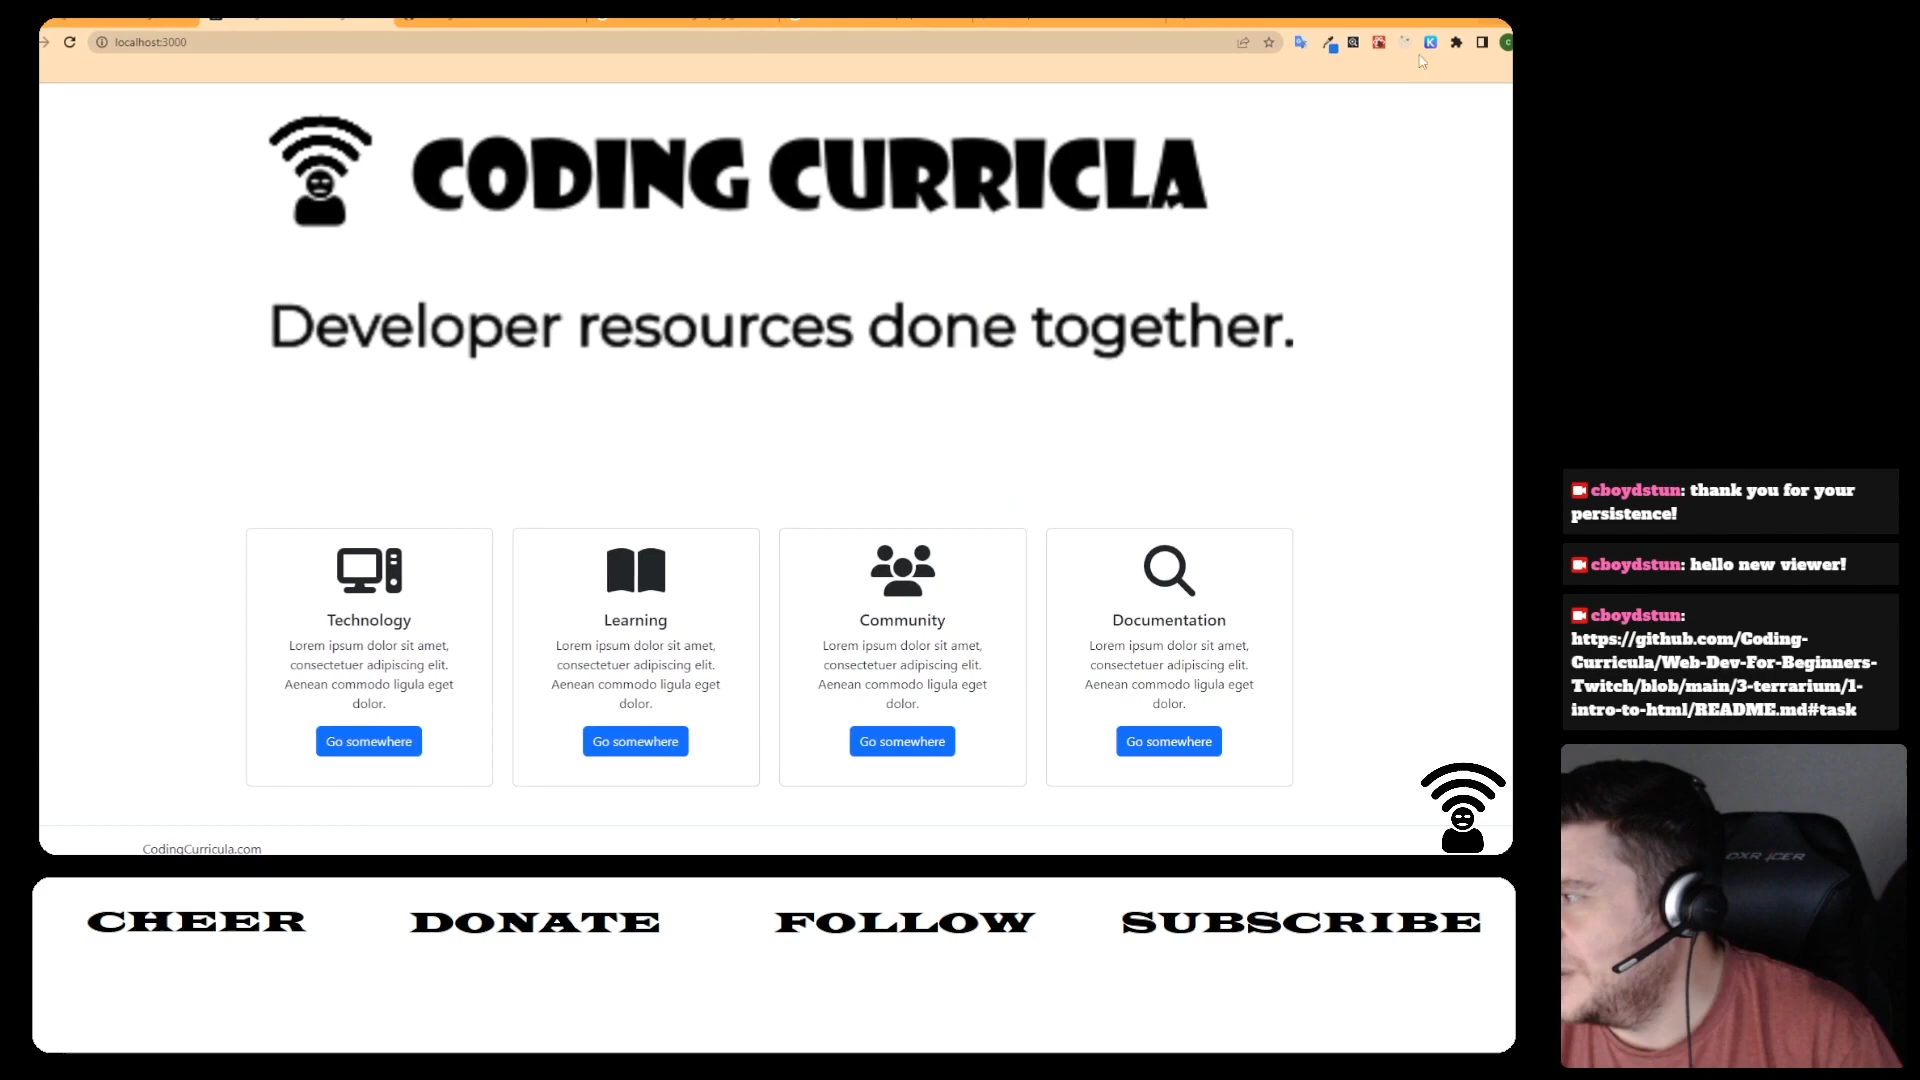 localhost:3000
CODING CURRICLA
Developer resources done together.
Technology
Lorem ipsum dolor sit amet,
consectetuer adipiscing elit.
Aenean commodo ligula eget
dolor.
Go somewhere
Learning
Lorem ipsum dolor sit amet,
consectetuer adipiscing elit.
Aenean commodo ligula eget
dolor.
Go somewhere
Community
Lorem ipsum dolor sit amet,
consectetuer adipiscing elit.
Aenean commodo ligula eget
dolor.
Go somewhere
Documentation
Lorem ipsum dolor sit amet,
consectetuer adipiscing elit.
Aenean commodo ligula eget
dolor.
Go somewhere
CodingCurricula.com
CHEER
DONATE
FOLLOW
SUBSCRIBE
cboydstun: thank you for your
persistence!
cboydstun: hello new viewer!
cboydstun:
https://github.com/Coding-
Curricula/Web-Dev-For-Beginners-
Twitch/blob/main/3-terrarium/1-
intro-to-html/README.md#task